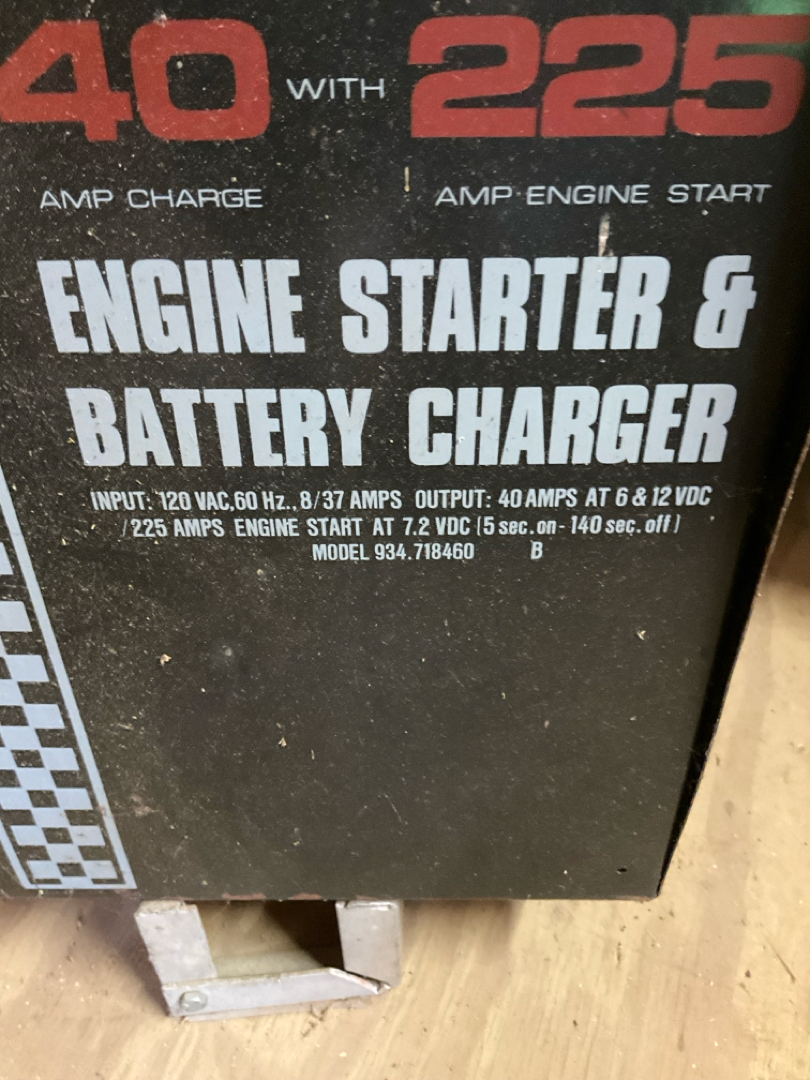 40 WITH 225
AMP CHARGE AMP ENGINE START
ENGINE STARTER &
BATTERY CHARGER
INPUT: 120 VAC,60 Hz., 8/37 AMPS OUTPUT: 40 AMPS AT 6 & 12 VDC
/225 AMPS ENGINE START AT 7.2 VDC (5 sec. on - 140 sec. off)
MODEL 934.718460 B